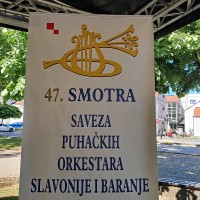 47. SMOTRA
SAVEZA
PUHAČKIH
ORKESTARA
SLAVONIJE I BARANJE